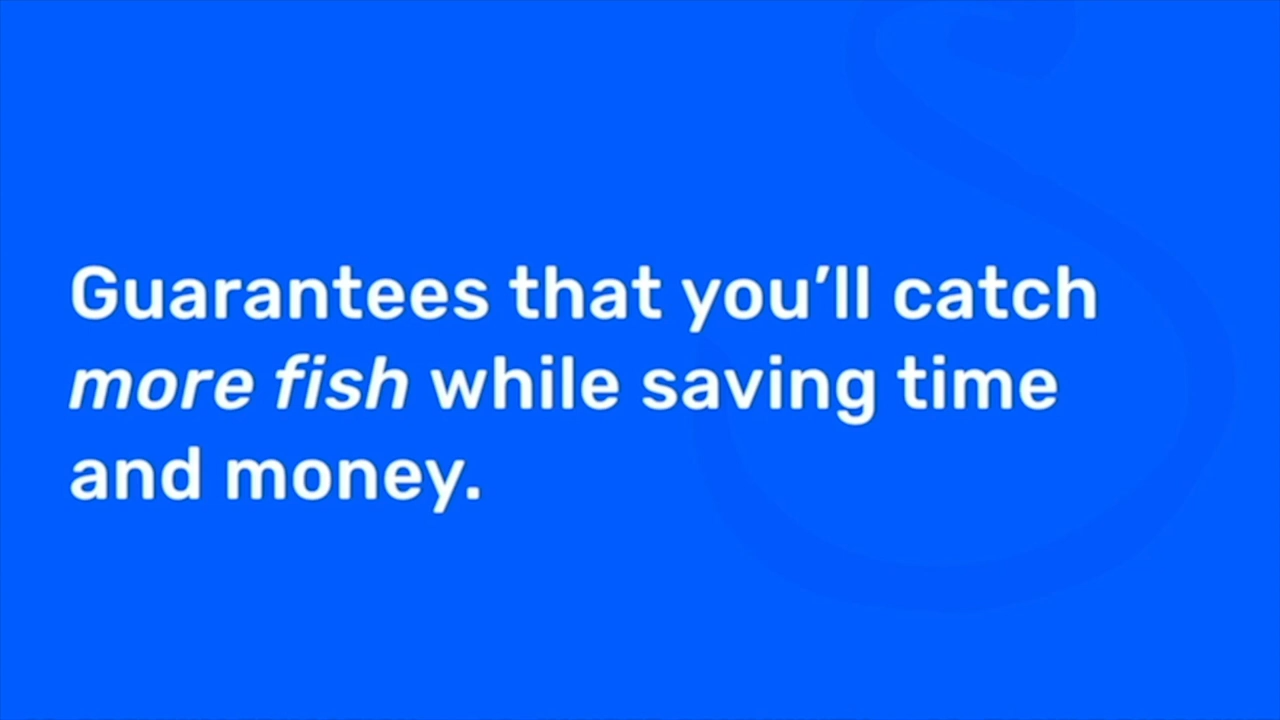 Guarantees that you’ll catch
more fish while saving time
and money.